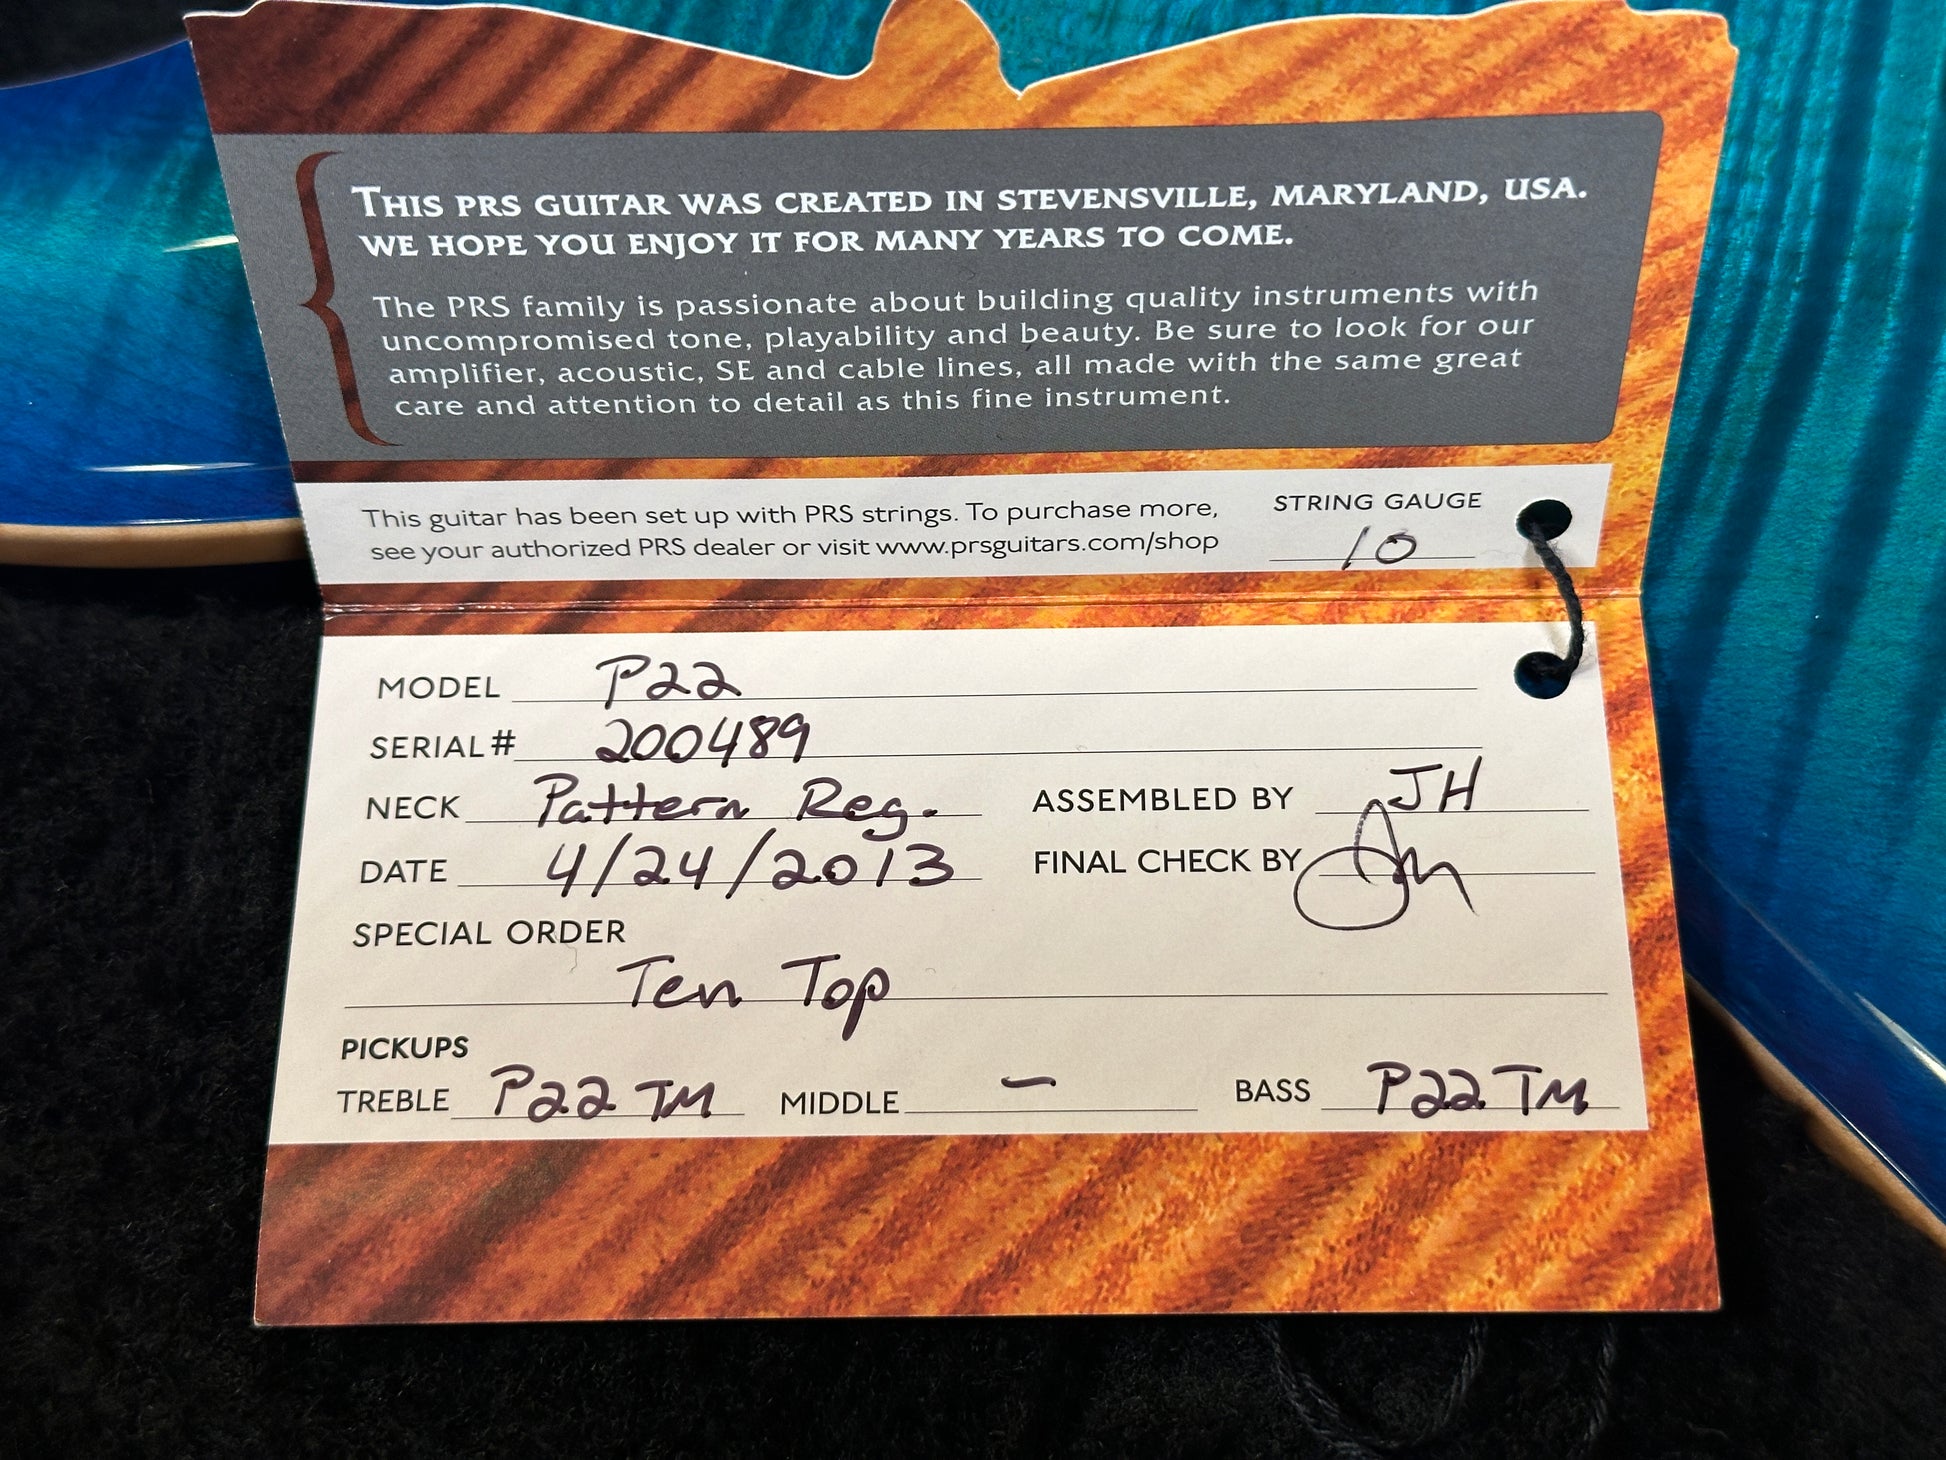 THIS PRS GUITAR WAS CREATED IN STEVENSVILLE, MARYLAND, USA.
WE HOPE YOU ENJOY IT FOR MANY YEARS TO COME.
The PRS family is passionate about building quality instruments with
uncompromised tone, playability and beauty. Be sure to look for our
amplifier, acoustic, SE and cable lines, all made with the same great
care and attention to detail as this fine instrument.
This guitar has been set up with PRS strings. To purchase more,
see your authorized PRS dealer or visit www.prsguitars.com/shop
STRING GAUGE
10
MODEL P22
SERIAL# 200489
NECK Pattern Reg. ASSEMBLED BY JH
DATE 4/24/2013 FINAL CHECK BY
SPECIAL ORDER
Ten Top
PICKUPS
TREBLE P22 TM MIDDLE – BASS P22 TM